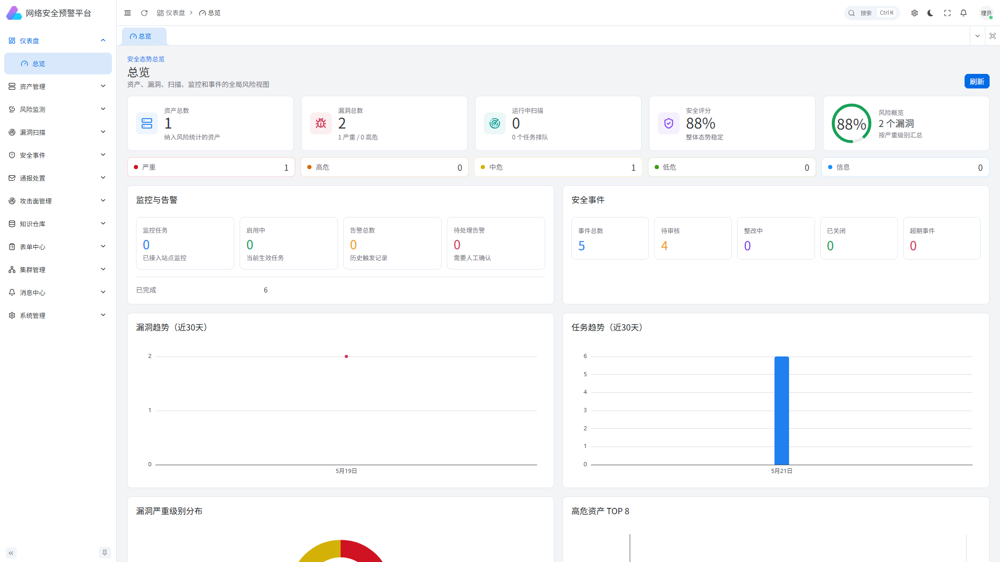 网络安全预警平台
仪表盘
总览
资产管理
风险监测
漏洞扫描
安全事件
通报处置
攻击面管理
知识仓库
表单中心
集群管理
消息中心
系统管理
仪表盘 总览
搜索 Ctrl K
理员
总览
安全态势总览
总览
资产、漏洞、扫描、监控和事件的全局风险视图
刷新
资产总数
1
纳入风险统计的资产
漏洞总数
2
1 严重 / 0 高危
运行中扫描
0
0 个任务排队
安全评分
88%
整体态势稳定
88%
风险概览
2 个漏洞
按严重级别汇总
严重 1
高危 0
中危 1
低危 0
信息 0
监控与告警
监控任务
0
已接入站点监控
启用中
0
当前生效任务
告警总数
0
历史触发记录
待处理告警
0
需要人工确认
已完成 6
安全事件
事件总数
5
待审核
4
整改中
0
已关闭
0
超期事件
0
漏洞趋势（近30天）
2
1
0
5月19日
任务趋势（近30天）
6
5
4
3
2
1
0
5月21日
漏洞严重级别分布
高危资产 TOP 8